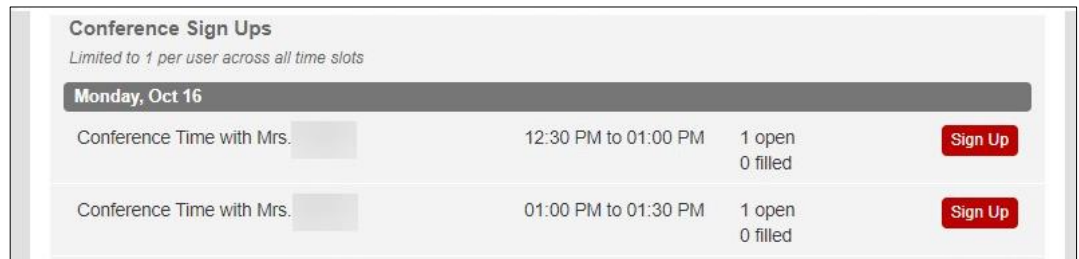 Conference Sign Ups
Limited to 1 per user across all time slots
Monday, Oct 16
Conference Time with Mrs. 12:30 PM to 01:00 PM 1 open Sign Up
0 filled
Conference Time with Mrs. 01:00 PM to 01:30 PM 1 open Sign Up
0 filled